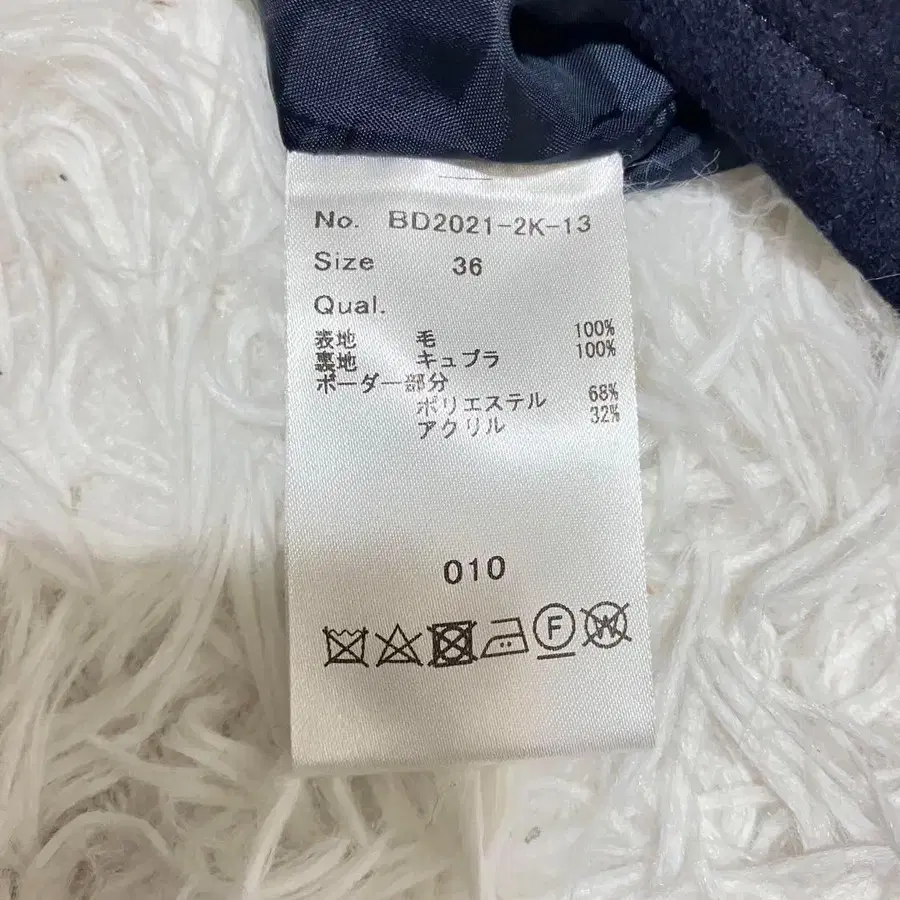 No. BD2021-2K-13
Size 36
Qual.
表地 毛 100%
裏地 キュプラ 100%
ボーダー部分
ポリエステル 68%
アクリル 32%
010
F
W